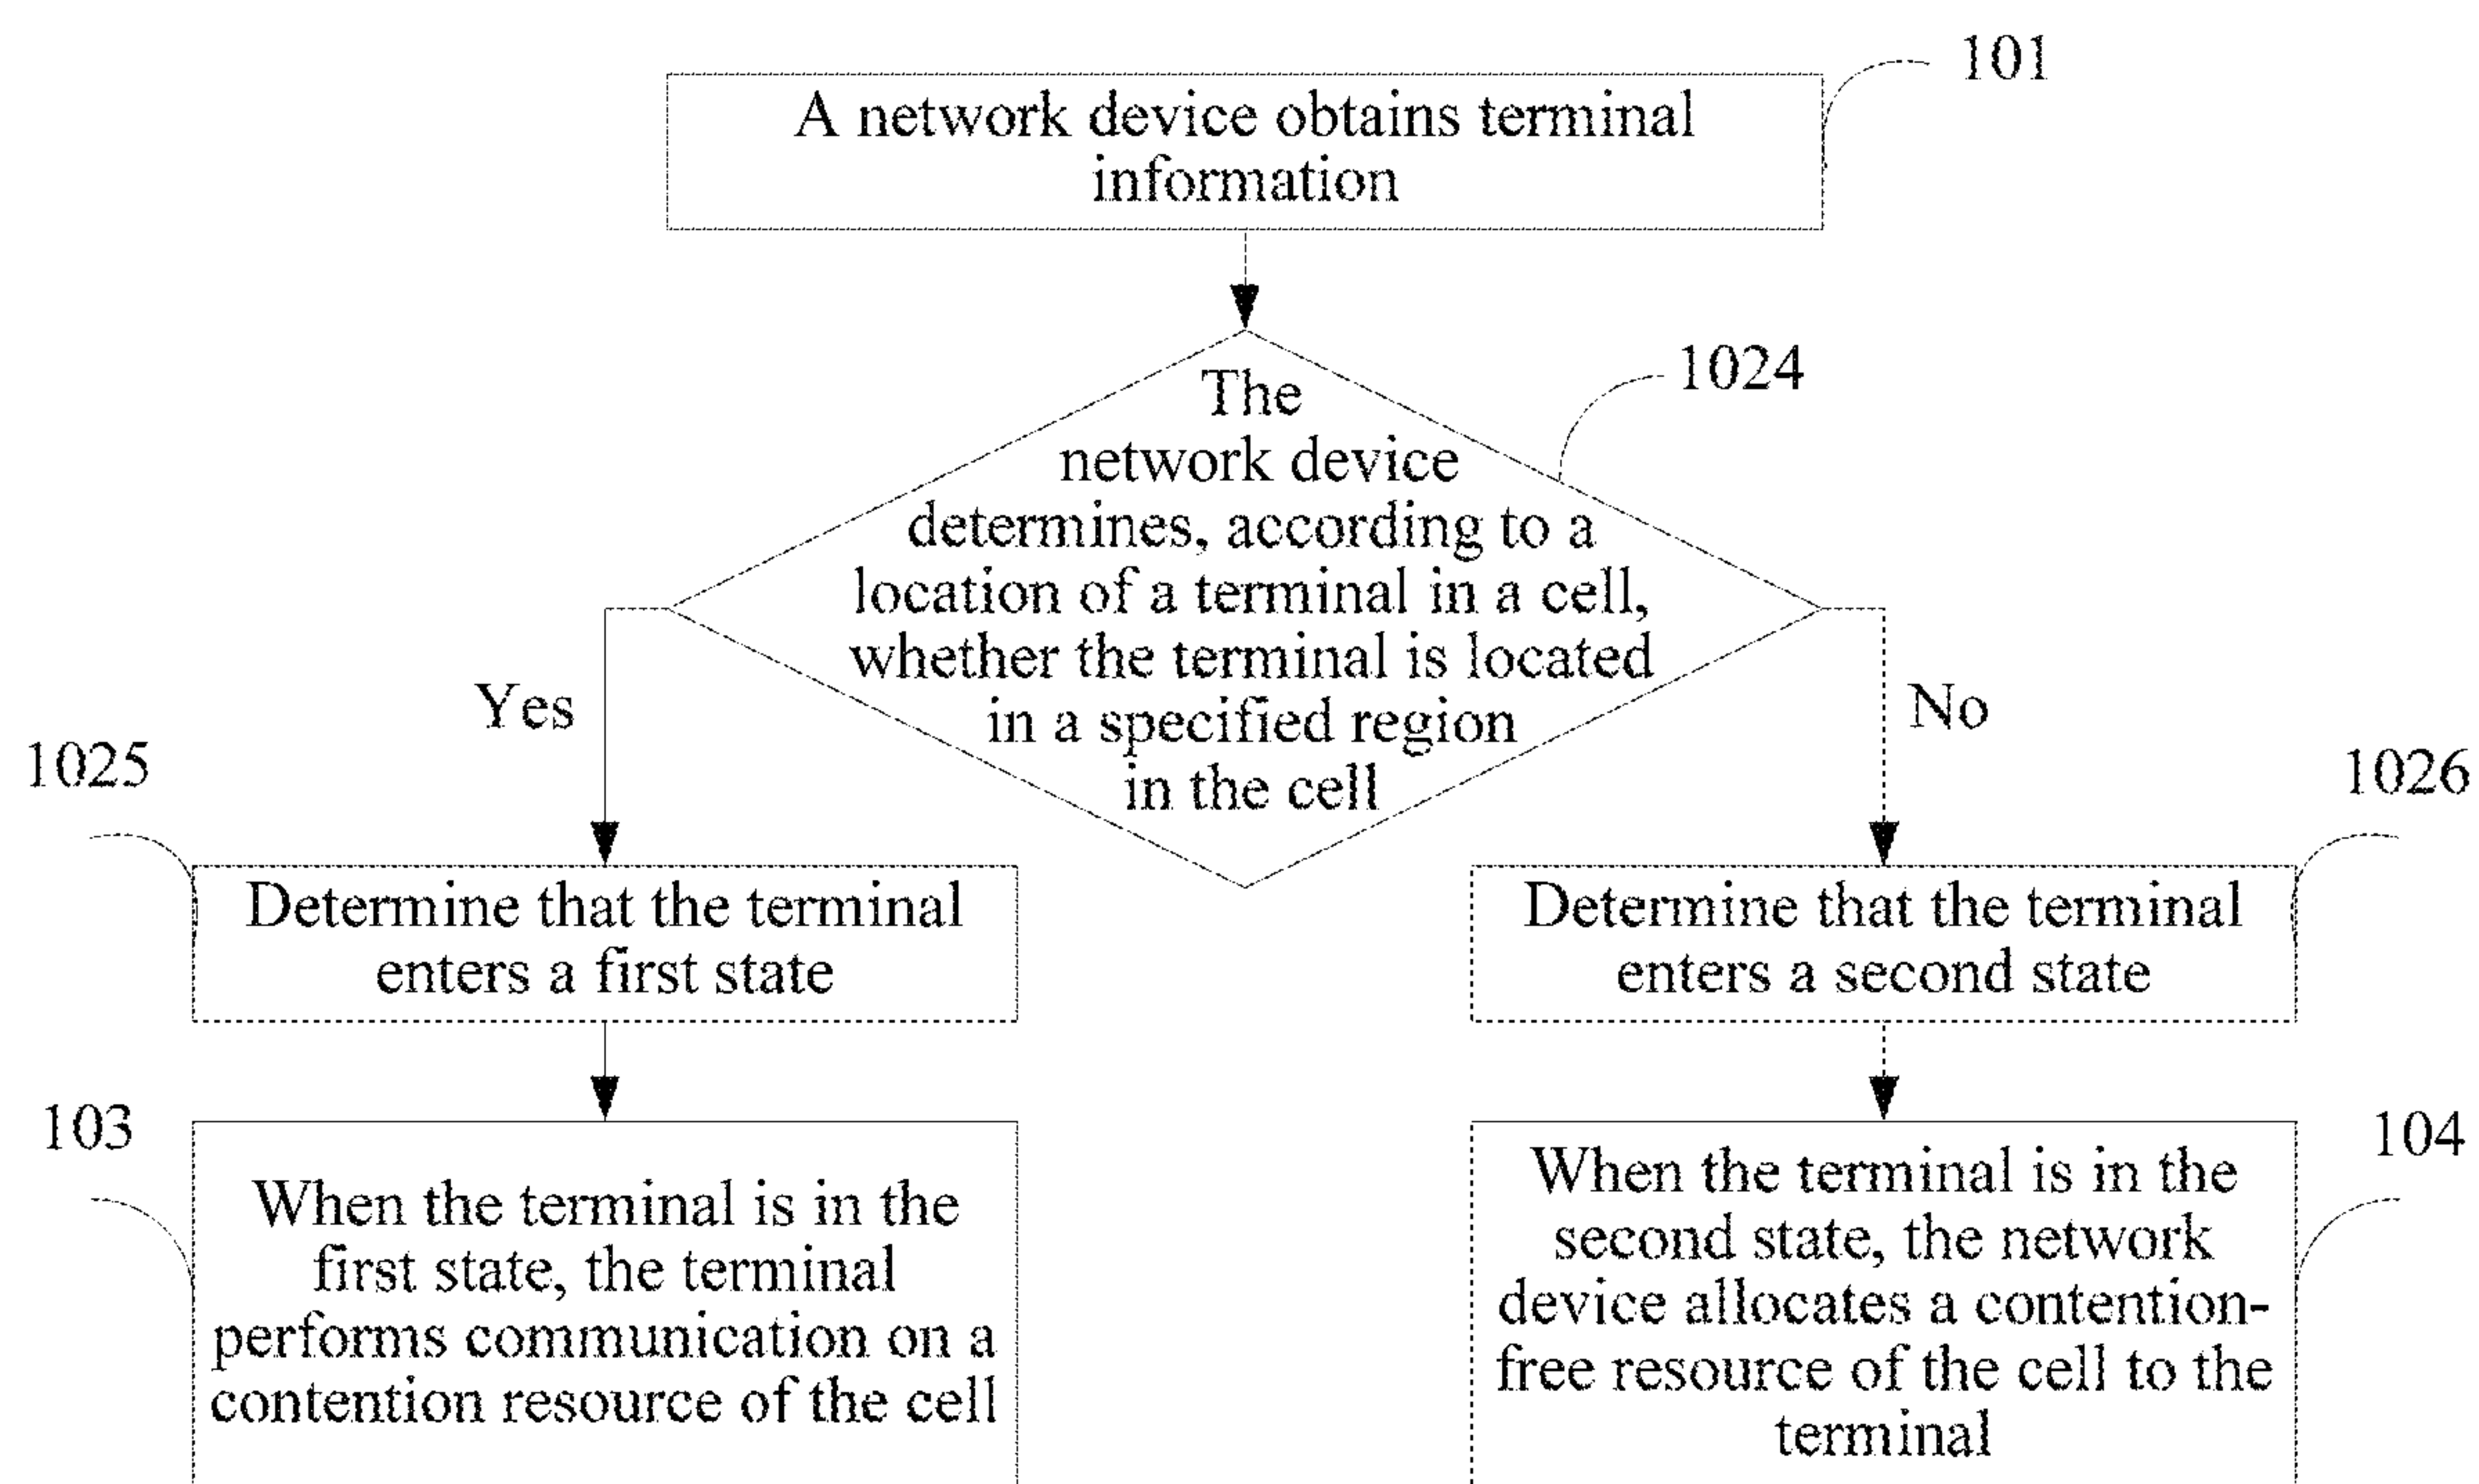 101
A network device obtains terminal
information
1024
The
network device
determines, according to a
location of a terminal in a cell,
whether the terminal is located
in a specified region
in the cell
Yes
No
1025
1026
Determine that the terminal
enters a first state
Determine that the terminal
enters a second state
103
104
When the terminal is in the
first state, the terminal
performs communication on a
contention resource of the cell
When the terminal is in the
second state, the network
device allocates a contention-
free resource of the cell to the
terminal